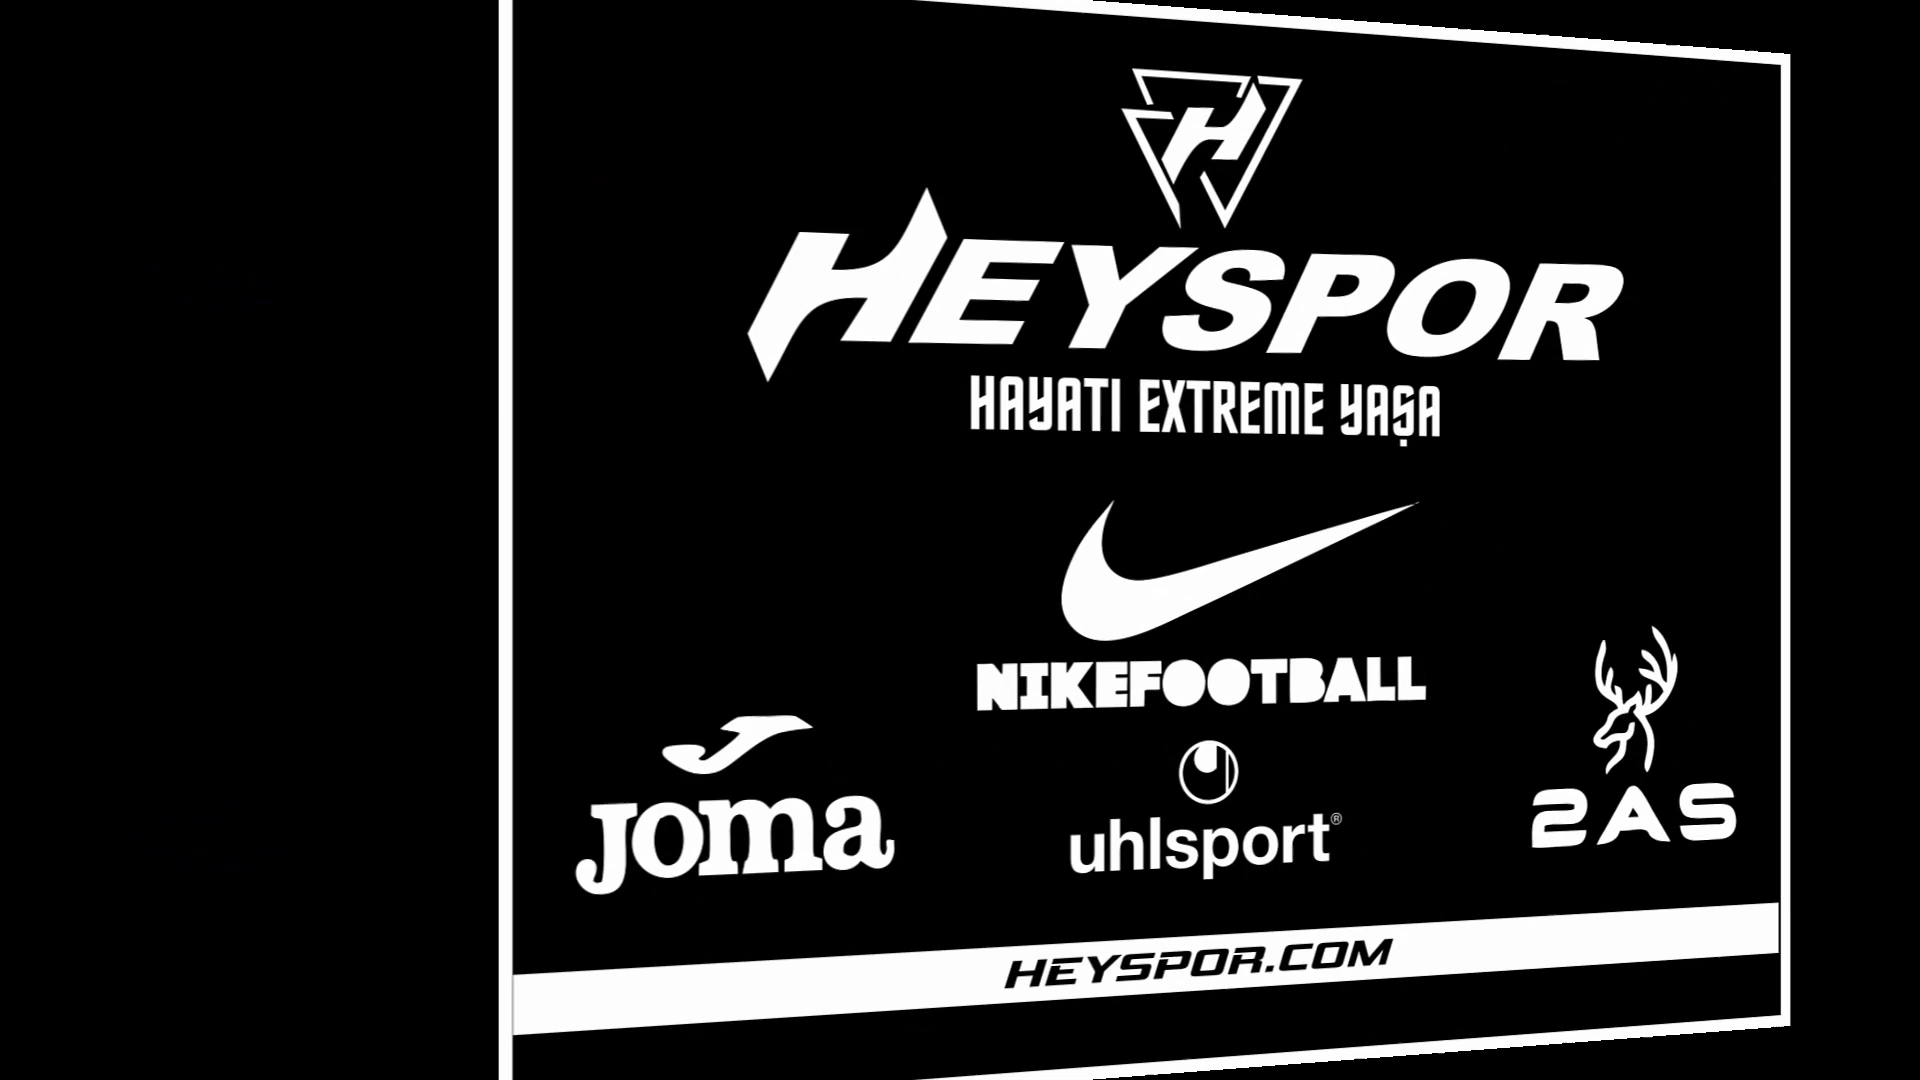 HEYSPOR
HAYATI EXTREME YAŞA
NIKEFOOTBALL
JOMA
uhlsport®
2AS
HEYSPOR.COM